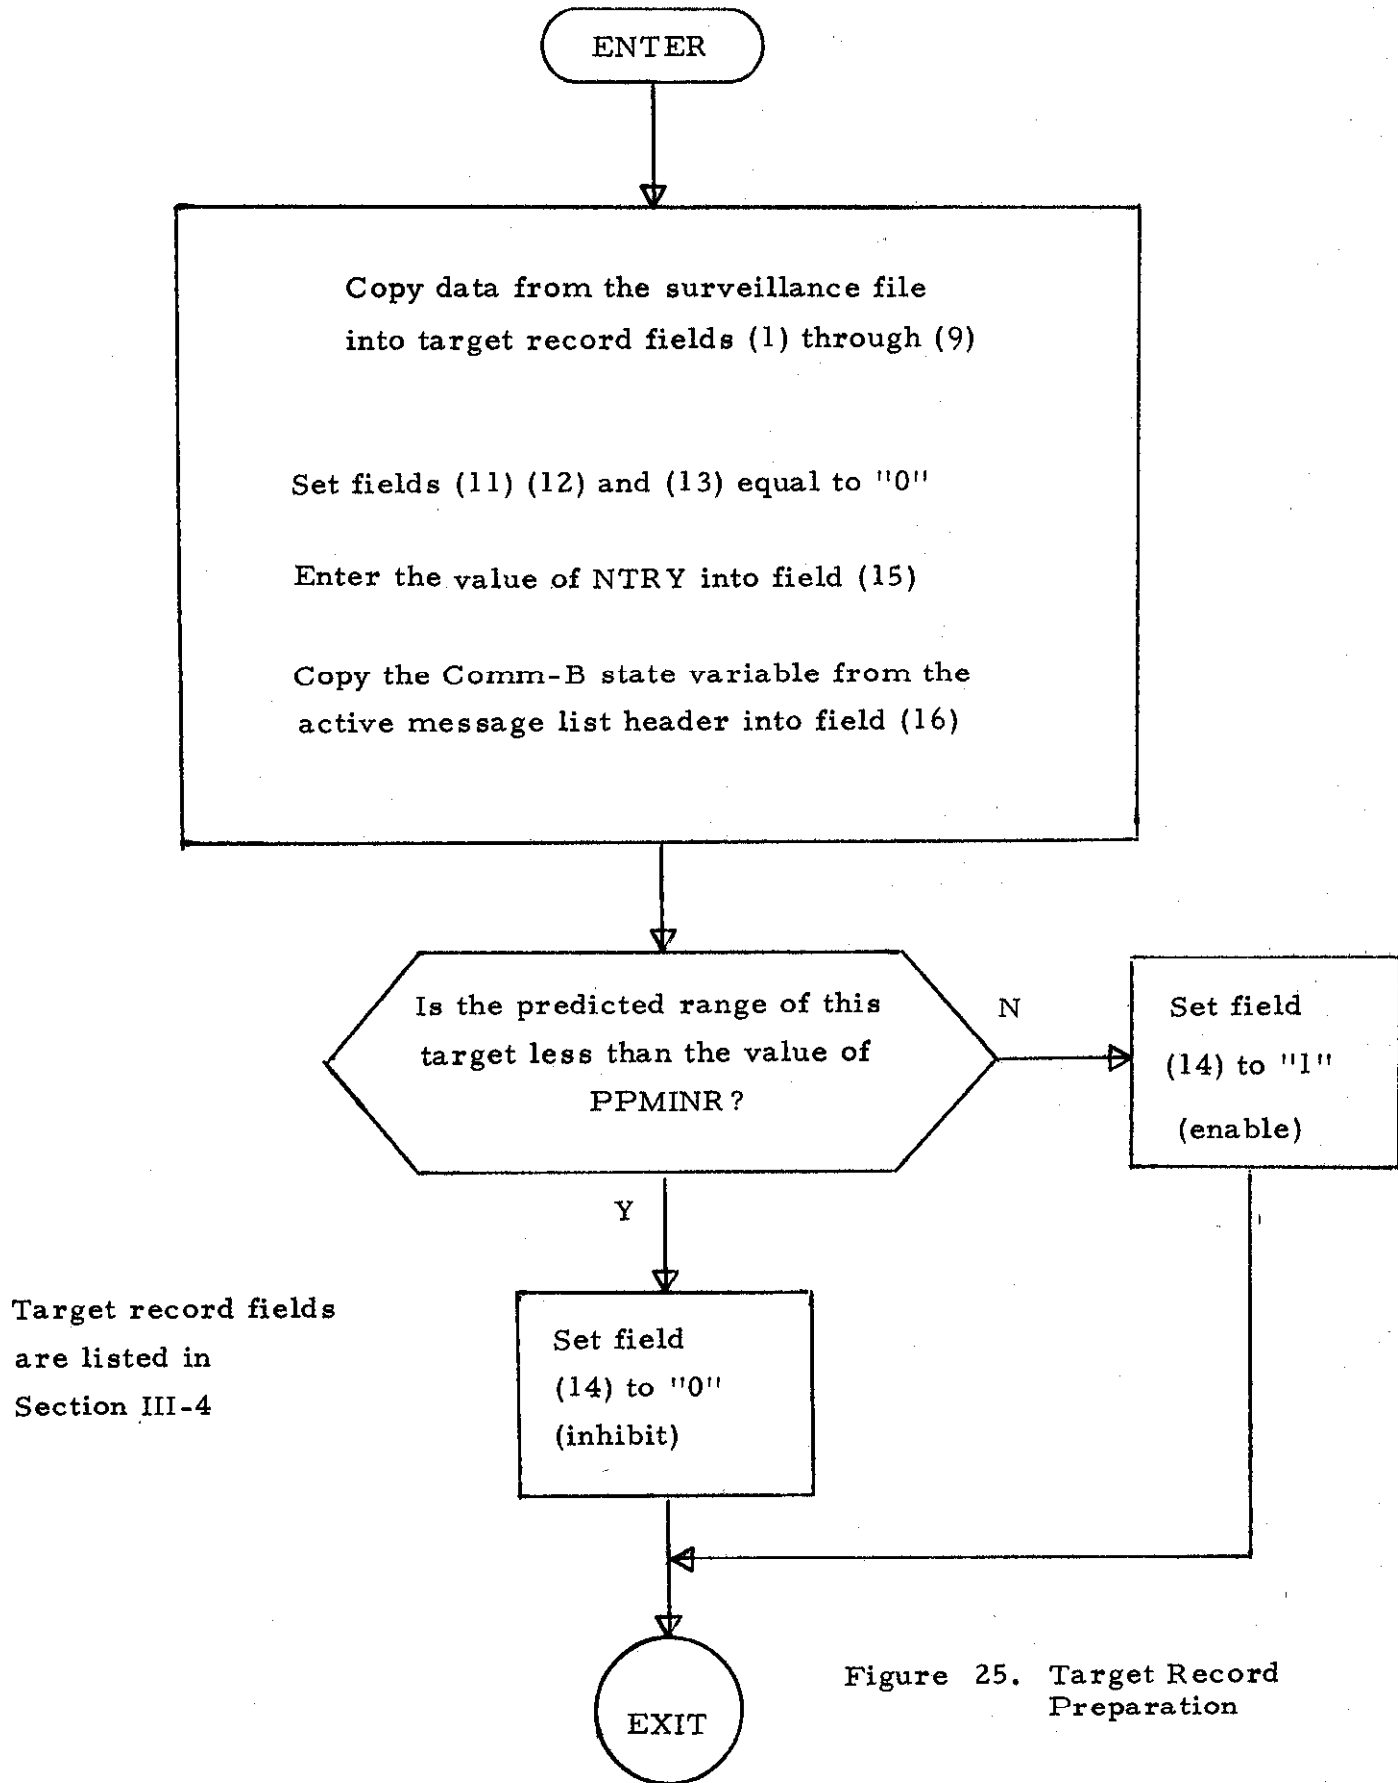 ENTER
Copy data from the surveillance file
into target record fields (1) through (9)
Set fields (11) (12) and (13) equal to "0"
Enter the value of NTRY into field (15)
Copy the Comm-B state variable from the
active message list header into field (16)
Is the predicted range of this
target less than the value of
PPMINR?
N
Set field
(14) to "1"
(enable)
Y
Set field
(14) to "0"
(inhibit)
Target record fields
are listed in
Section III-4
EXIT
Figure 25. Target Record
Preparation